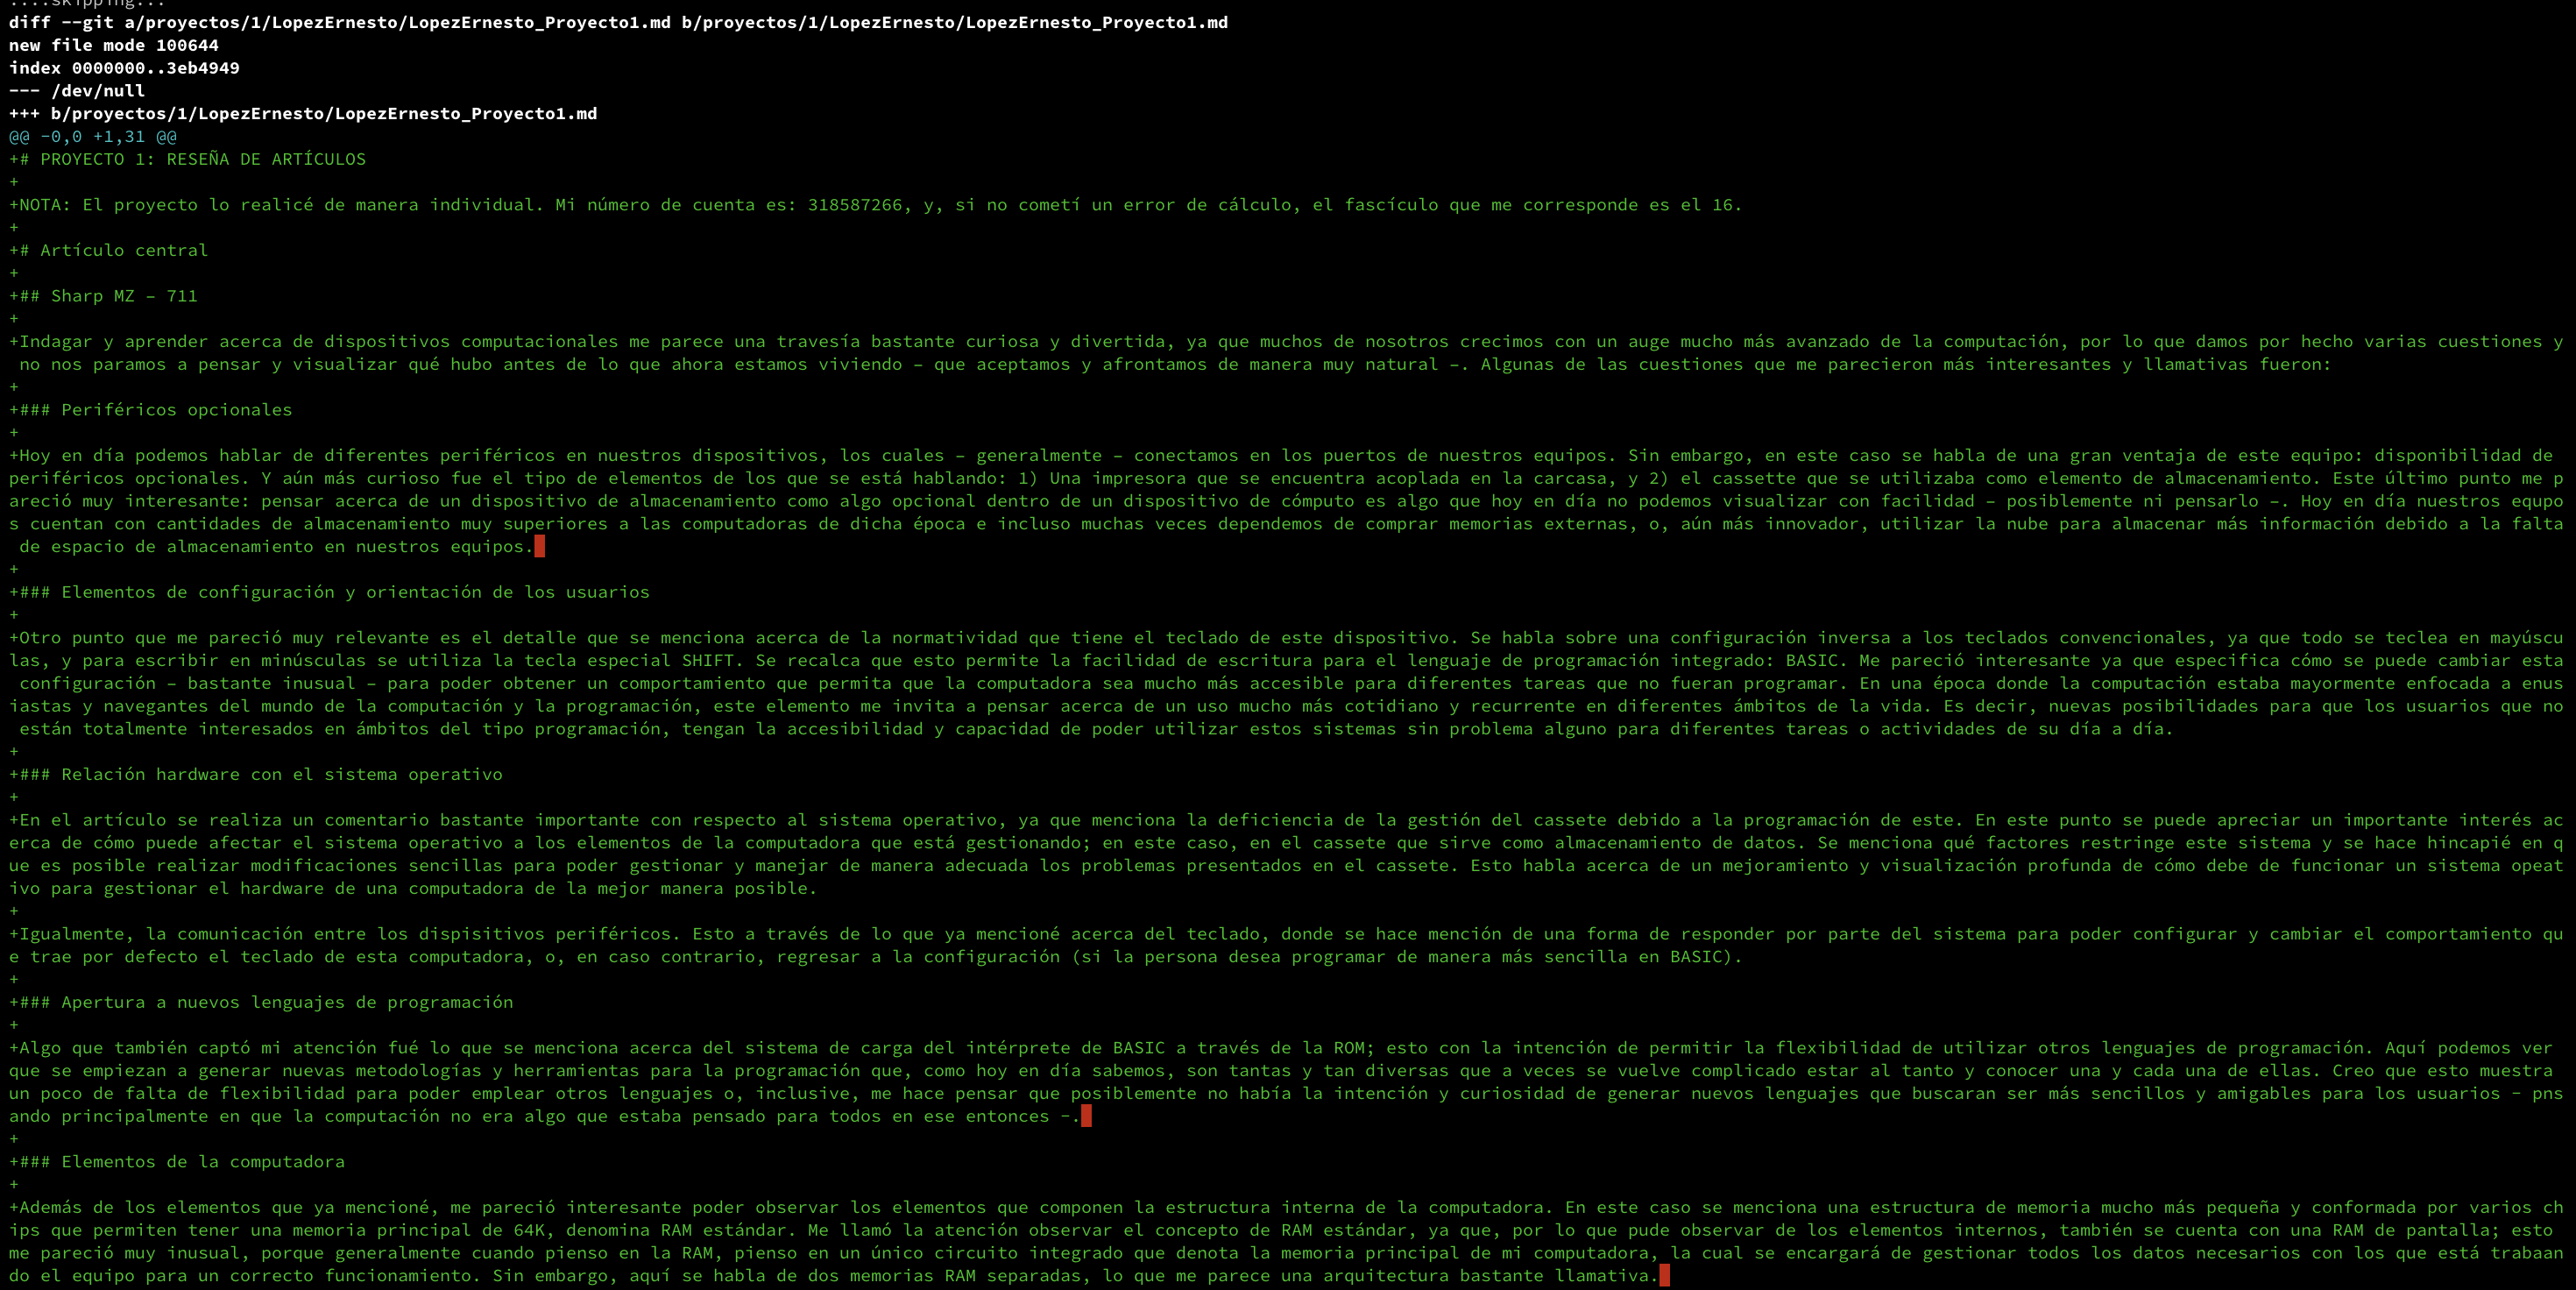 ....skipping...
diff --git a/proyectos/1/LopezErnesto/LopezErnesto_Proyecto1.md b/proyectos/1/LopezErnesto/LopezErnesto_Proyecto1.md
new file mode 100644
index 0000000..3eb4949
--- /dev/null
+++ b/proyectos/1/LopezErnesto/LopezErnesto_Proyecto1.md
@@ -0,0 +1,31 @@
+# PROYECTO 1: RESEÑA DE ARTÍCULOS
+
+NOTA: El proyecto lo realicé de manera individual. Mi número de cuenta es: 318587266, y, si no cometí un error de cálculo, el fascículo que me corresponde es el 16.
+
+# Artículo central
+
+## Sharp MZ – 711
+
+Indagar y aprender acerca de dispositivos computacionales me parece una travesía bastante curiosa y divertida, ya que muchos de nosotros crecimos con un auge mucho más avanzado de la computación, por lo que damos por hecho varias cuestiones y
no nos paramos a pensar y visualizar qué hubo antes de lo que ahora estamos viviendo – que aceptamos y afrontamos de manera muy natural –. Algunas de las cuestiones que me parecieron más interesantes y llamativas fueron:
+
+### Periféricos opcionales
+
+Hoy en día podemos hablar de diferentes periféricos en nuestros dispositivos, los cuales – generalmente – conectamos en los puertos de nuestros equipos. Sin embargo, en este caso se habla de una gran ventaja de este equipo: disponibilidad de
periféricos opcionales. Y aún más curioso fue el tipo de elementos de los que se está hablando: 1) Una impresora que se encuentra acoplada en la carcasa, y 2) el cassette que se utilizaba como elemento de almacenamiento. Este último punto me p
areció muy interesante: pensar acerca de un dispositivo de almacenamiento como algo opcional dentro de un dispositivo de cómputo es algo que hoy en día no podemos visualizar con facilidad – posiblemente ni pensarlo –. Hoy en día nuestros equpo
s cuentan con cantidades de almacenamiento muy superiores a las computadoras de dicha época e incluso muchas veces dependemos de comprar memorias externas, o, aún más innovador, utilizar la nube para almacenar más información debido a la falta
de espacio de almacenamiento en nuestros equipos.
+
+### Elementos de configuración y orientación de los usuarios
+
+Otro punto que me pareció muy relevante es el detalle que se menciona acerca de la normatividad que tiene el teclado de este dispositivo. Se habla sobre una configuración inversa a los teclados convencionales, ya que todo se teclea en mayúscu
las, y para escribir en minúsculas se utiliza la tecla especial SHIFT. Se recalca que esto permite la facilidad de escritura para el lenguaje de programación integrado: BASIC. Me pareció interesante ya que especifica cómo se puede cambiar esta
configuración – bastante inusual – para poder obtener un comportamiento que permita que la computadora sea mucho más accesible para diferentes tareas que no fueran programar. En una época donde la computación estaba mayormente enfocada a enus
iastas y navegantes del mundo de la computación y la programación, este elemento me invita a pensar acerca de un uso mucho más cotidiano y recurrente en diferentes ámbitos de la vida. Es decir, nuevas posibilidades para que los usuarios que no
están totalmente interesados en ámbitos del tipo programación, tengan la accesibilidad y capacidad de poder utilizar estos sistemas sin problema alguno para diferentes tareas o actividades de su día a día.
+
+### Relación hardware con el sistema operativo
+
+En el artículo se realiza un comentario bastante importante con respecto al sistema operativo, ya que menciona la deficiencia de la gestión del cassete debido a la programación de este. En este punto se puede apreciar un importante interés ac
erca de cómo puede afectar el sistema operativo a los elementos de la computadora que está gestionando; en este caso, en el cassete que sirve como almacenamiento de datos. Se menciona qué factores restringe este sistema y se hace hincapié en q
ue es posible realizar modificaciones sencillas para poder gestionar y manejar de manera adecuada los problemas presentados en el cassete. Esto habla acerca de un mejoramiento y visualización profunda de cómo debe de funcionar un sistema opeat
ivo para gestionar el hardware de una computadora de la mejor manera posible.
+
+Igualmente, la comunicación entre los dispisitivos periféricos. Esto a través de lo que ya mencioné acerca del teclado, donde se hace mención de una forma de responder por parte del sistema para poder configurar y cambiar el comportamiento qu
e trae por defecto el teclado de esta computadora, o, en caso contrario, regresar a la configuración (si la persona desea programar de manera más sencilla en BASIC).
+
+### Apertura a nuevos lenguajes de programación
+
+Algo que también captó mi atención fué lo que se menciona acerca del sistema de carga del intérprete de BASIC a través de la ROM; esto con la intención de permitir la flexibilidad de utilizar otros lenguajes de programación. Aquí podemos ver
que se empiezan a generar nuevas metodologías y herramientas para la programación que, como hoy en día sabemos, son tantas y tan diversas que a veces se vuelve complicado estar al tanto y conocer una y cada una de ellas. Creo que esto muestra
un poco de falta de flexibilidad para poder emplear otros lenguajes o, inclusive, me hace pensar que posiblemente no había la intención y curiosidad de generar nuevos lenguajes que buscaran ser más sencillos y amigables para los usuarios – pns
ando principalmente en que la computación no era algo que estaba pensado para todos en ese entonces –.
+
+### Elementos de la computadora
+
+Además de los elementos que ya mencioné, me pareció interesante poder observar los elementos que componen la estructura interna de la computadora. En este caso se menciona una estructura de memoria mucho más pequeña y conformada por varios ch
ips que permiten tener una memoria principal de 64K, denomina RAM estándar. Me llamó la atención observar el concepto de RAM estándar, ya que, por lo que pude observar de los elementos internos, también se cuenta con una RAM de pantalla; esto
me pareció muy inusual, porque generalmente cuando pienso en la RAM, pienso en un único circuito integrado que denota la memoria principal de mi computadora, la cual se encargará de gestionar todos los datos necesarios con los que está trabaan
do el equipo para un correcto funcionamiento. Sin embargo, aquí se habla de dos memorias RAM separadas, lo que me parece una arquitectura bastante llamativa.